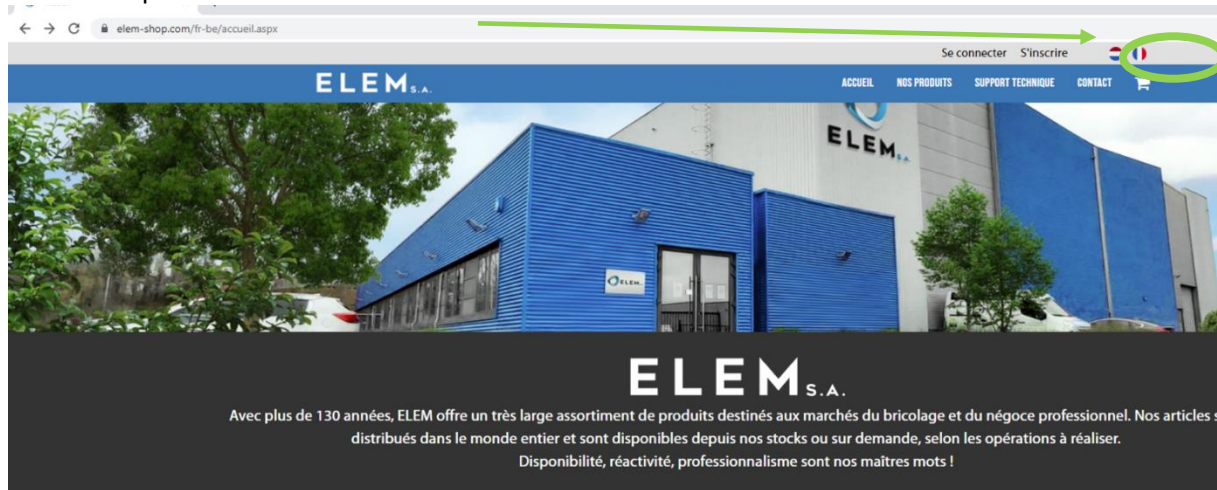 elem-shop.com/fr-be/accueil.aspx
Se connecter S'inscrire
ELEM S.A.
ACCUEIL NOS PRODUITS SUPPORT TECHNIQUE CONTACT
ELEM S.A.
ELEM
ELEM S.A.
Avec plus de 130 années, ELEM offre un très large assortiment de produits destinés aux marchés du bricolage et du négoce professionnel. Nos articles s
distribués dans le monde entier et sont disponibles depuis nos stocks ou sur demande, selon les opérations à réaliser.
Disponibilité, réactivité, professionnalisme sont nos maîtres mots !